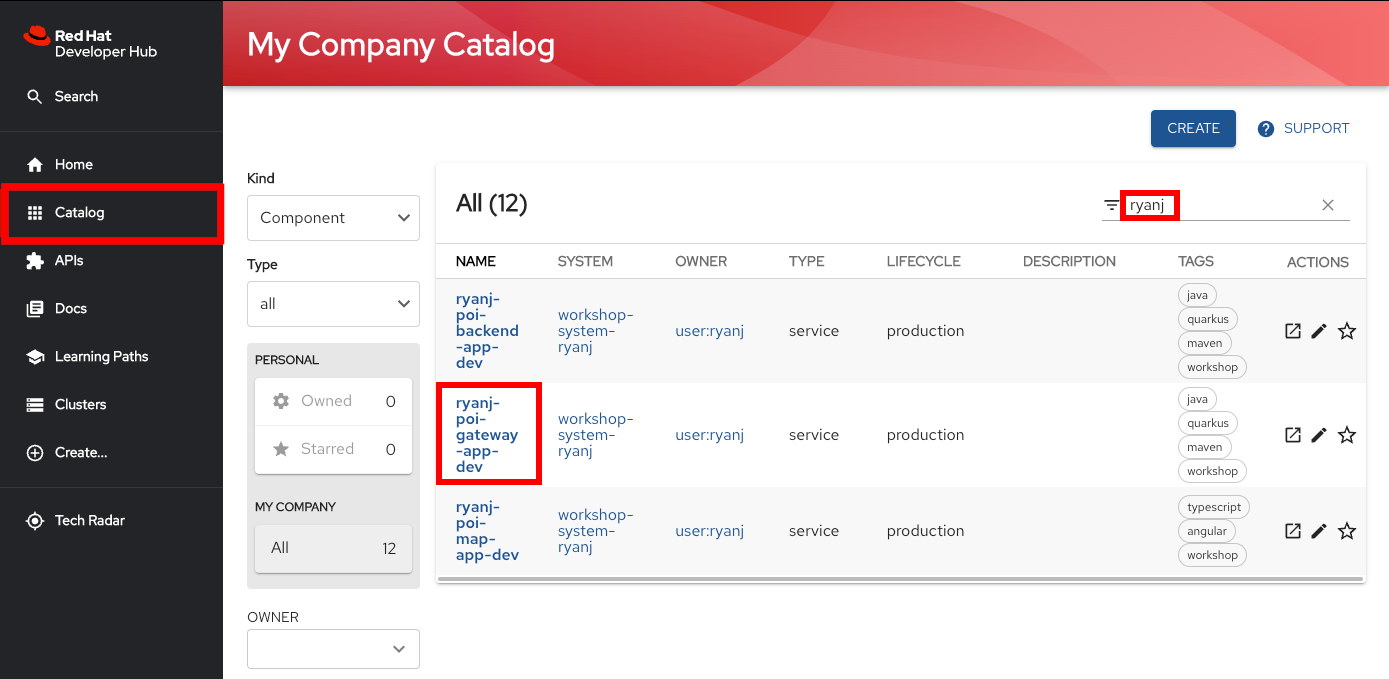 Red Hat
Developer Hub
Search
Home
Catalog
APIs
Docs
Learning Paths
Clusters
Create...
Tech Radar
My Company Catalog
CREATE
? SUPPORT
Kind
Component
Type
all
PERSONAL
Owned 0
Starred 0
MY COMPANY
All 12
OWNER
All (12)
ryanj
NAME SYSTEM OWNER TYPE LIFECYCLE DESCRIPTION TAGS ACTIONS
ryanj-
poi-
backend
-app-
dev
workshop-
system-
ryanj
user:ryanj
service
production
java
quarkus
maven
workshop
ryanj-
poi-
gateway
-app-
dev
workshop-
system-
ryanj
user:ryanj
service
production
java
quarkus
maven
workshop
ryanj-
poi-
map-
app-dev
workshop-
system-
ryanj
user:ryanj
service
production
typescript
angular
workshop